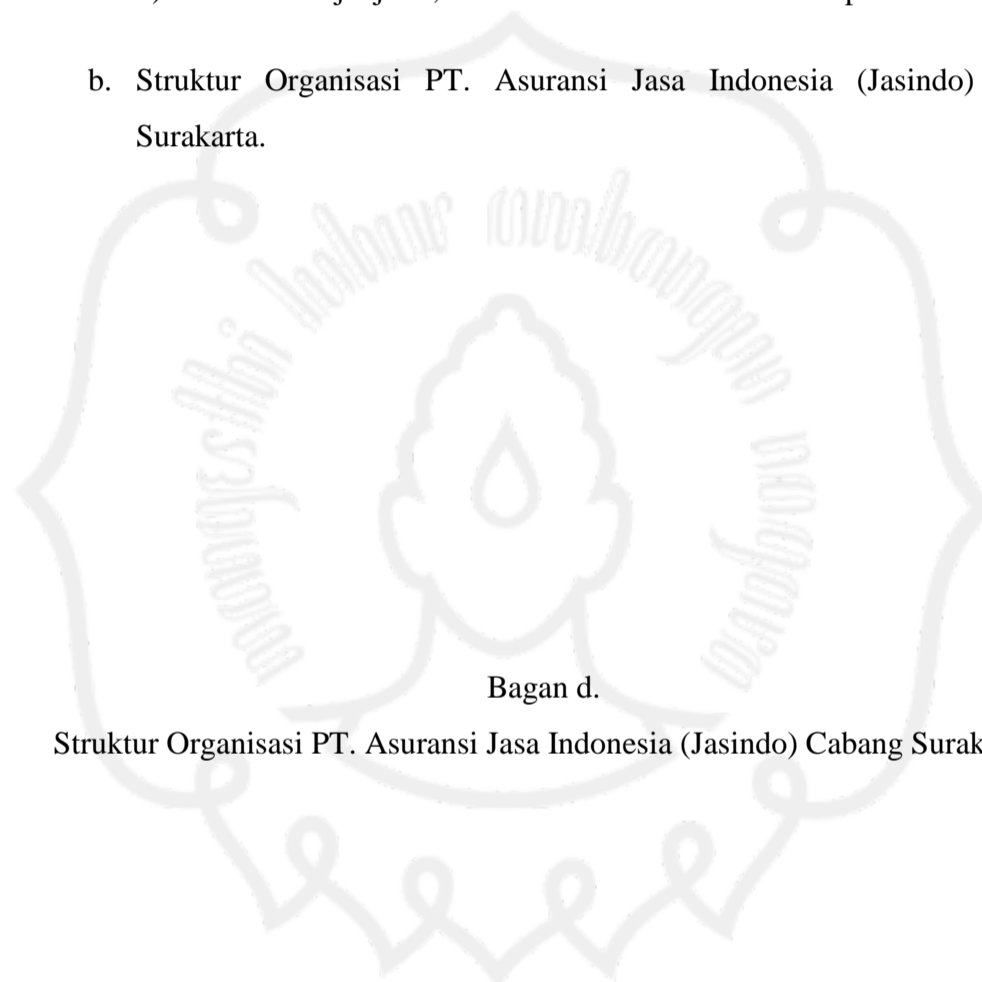 b. Struktur Organisasi PT. Asuransi Jasa Indonesia (Jasindo)
Surakarta.
Bagan d.
Struktur Organisasi PT. Asuransi Jasa Indonesia (Jasindo) Cabang Surak